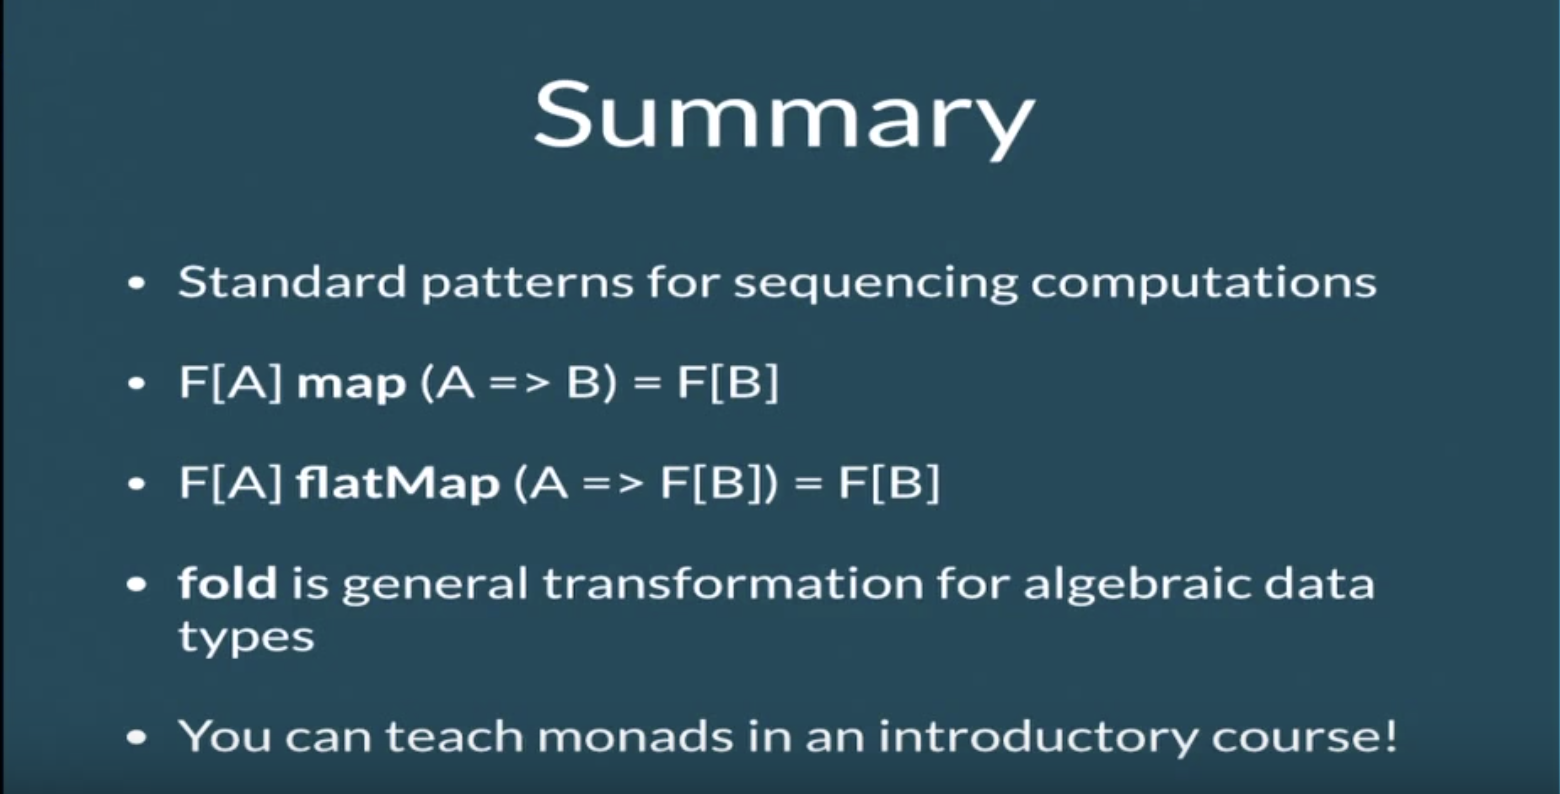 Summary
• Standard patterns for sequencing computations
• F[A] map (A => B) = F[B]
• F[A] flatMap (A => F[B]) = F[B]
• fold is general transformation for algebraic data
types
• You can teach monads in an introductory course!